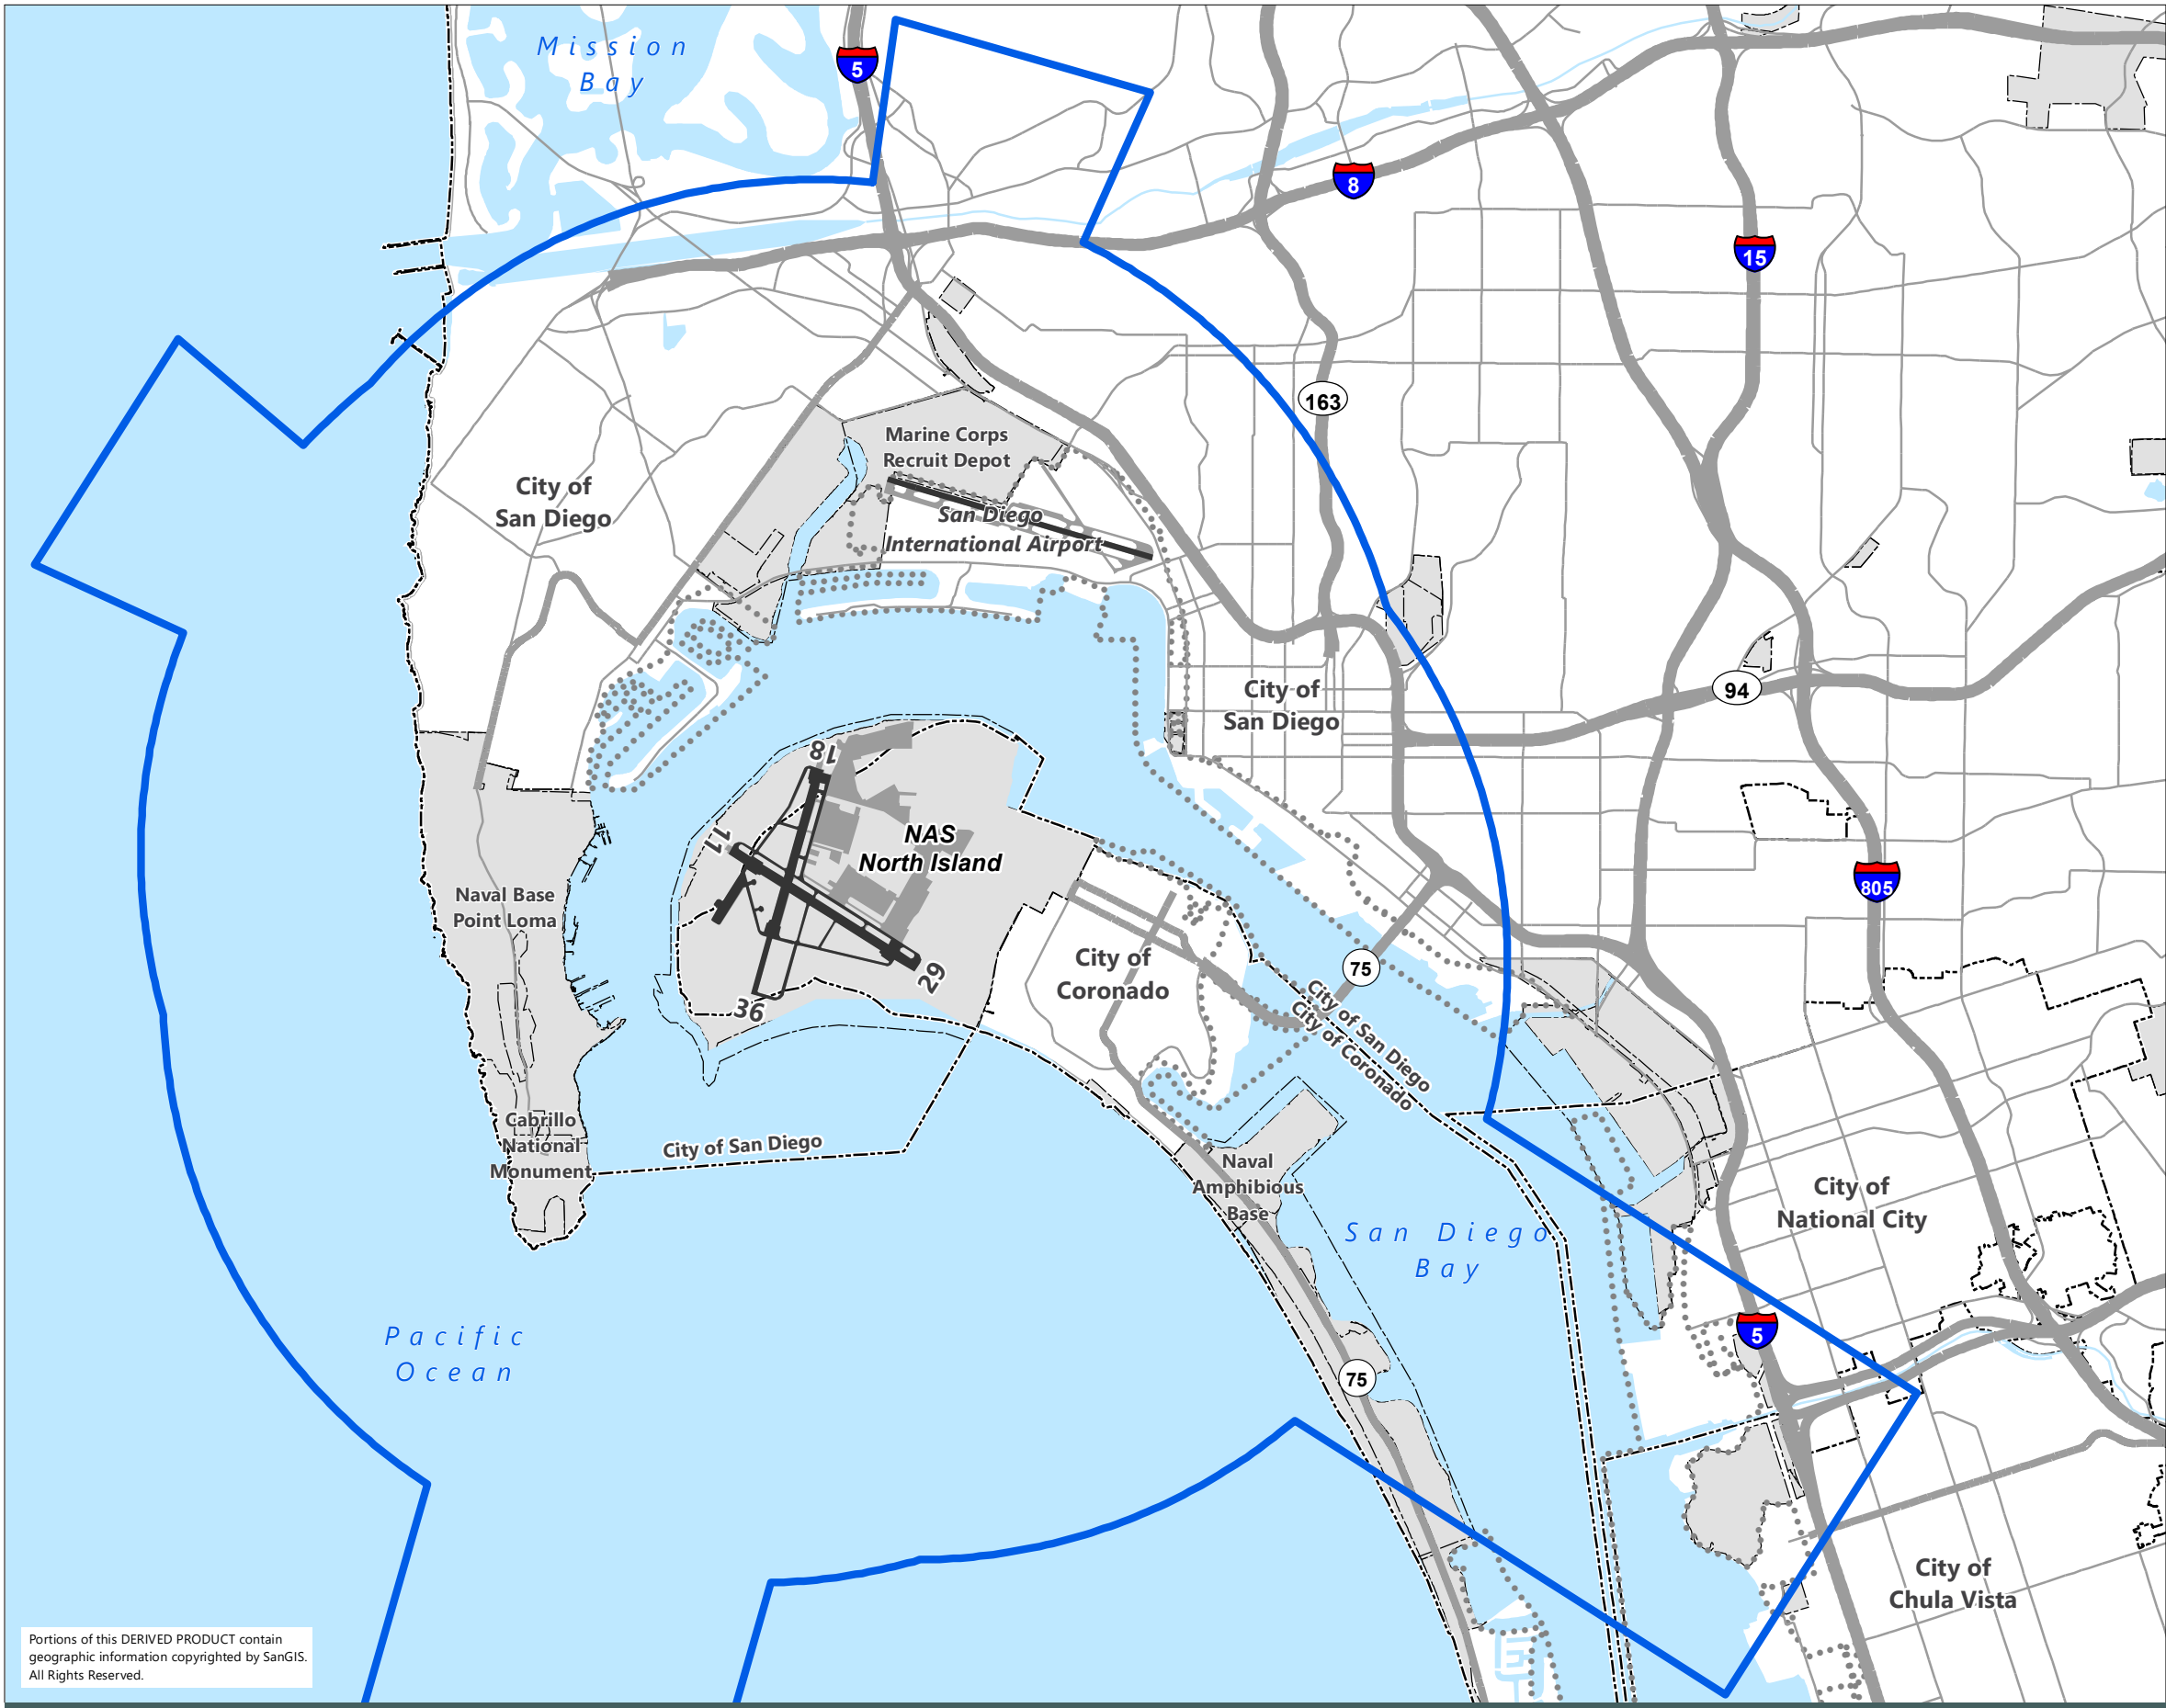 Mission
Bay
5
8
15
163
Marine Corps
Recruit Depot
City of
San Diego
San Diego
International Airport
City of
San Diego
94
18
11
NAS
North Island
805
Naval Base
Point Loma
29
36
City of
Coronado
75
City of San Diego
City of Coronado
Cabrillo
National
Monument
City of San Diego
Naval
Amphibious
Base
City of
National City
San Diego
Bay
5
Pacific
Ocean
75
City of
Chula Vista
Portions of this DERIVED PRODUCT contain
geographic information copyrighted by SanGIS.
All Rights Reserved.